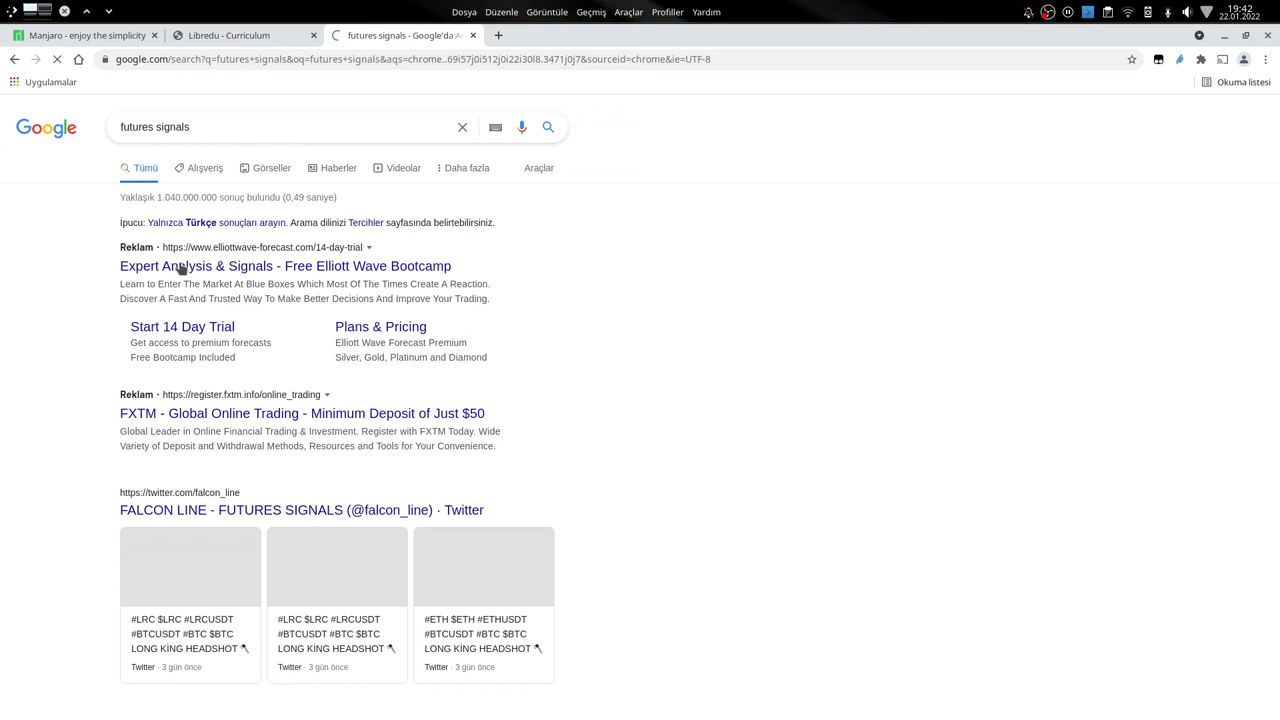 Dosya Düzenle Görüntüle Geçmiş Araçlar Profiller Yardım
19:42
22.01.2022
Manjaro - enjoy the simplicity
Libredu - Curriculum
futures signals - Google'da Ar
google.com/search?q=futures+signals&oq=futures+signals&aqs=chrome..69i57j0i512j0i22i30l8.3471j0j7&sourceid=chrome&ie=UTF-8
Uygulamalar
Okuma listesi
Google
futures signals
Tümü Alışveriş Görseller Haberler Videolar Daha fazla Araçlar
Yaklaşık 1.040.000.000 sonuç bulundu (0,49 saniye)
İpucu: Yalnızca Türkçe sonuçları arayın. Arama dilinizi Tercihler sayfasında belirtebilirsiniz.
Reklam · https://www.elliottwave-forecast.com/14-day-trial
Expert Analysis & Signals - Free Elliott Wave Bootcamp
Learn to Enter The Market At Blue Boxes Which Most Of The Times Create A Reaction.
Discover A Fast And Trusted Way To Make Better Decisions And Improve Your Trading.
Start 14 Day Trial
Get access to premium forecasts
Free Bootcamp Included
Plans & Pricing
Elliott Wave Forecast Premium
Silver, Gold, Platinum and Diamond
Reklam · https://register.fxtm.info/online_trading
FXTM - Global Online Trading - Minimum Deposit of Just $50
Global Leader in Online Financial Trading & Investment. Register with FXTM Today. Wide
Variety of Deposit and Withdrawal Methods, Resources and Tools for Your Convenience.
https://twitter.com/falcon_line
FALCON LINE - FUTURES SIGNALS (@falcon_line) · Twitter
#LRC $LRC #LRCUSDT
#BTCUSDT #BTC $BTC
LONG KİNG HEADSHOT
Twitter · 3 gün önce
#LRC $LRC #LRCUSDT
#BTCUSDT #BTC $BTC
LONG KİNG HEADSHOT
Twitter · 3 gün önce
#ETH $ETH #ETHUSDT
#BTCUSDT #BTC $BTC
LONG KİNG HEADSHOT
Twitter · 3 gün önce